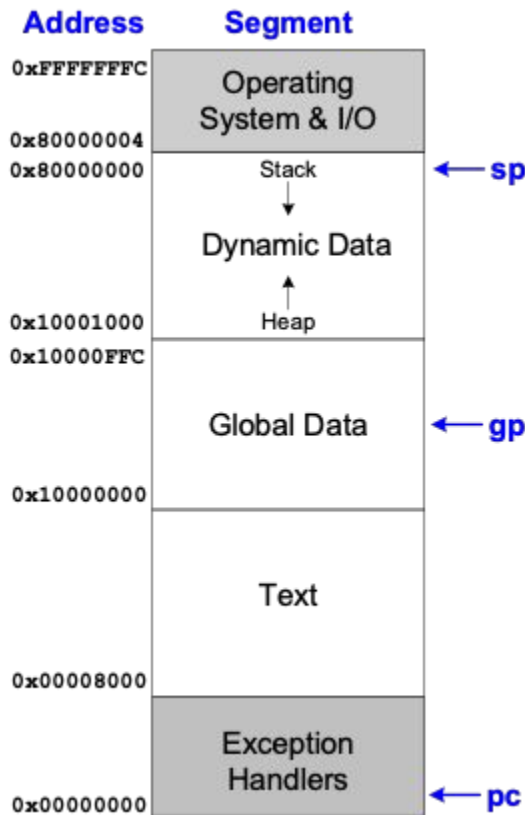 Address Segment
0xFFFFFFFC
Operating
System & I/O
0x80000004
0x80000000 Stack sp
Dynamic Data
0x10001000 Heap
0x10000FFC
Global Data gp
0x10000000
Text
0x00008000
Exception
Handlers
0x00000000 pc